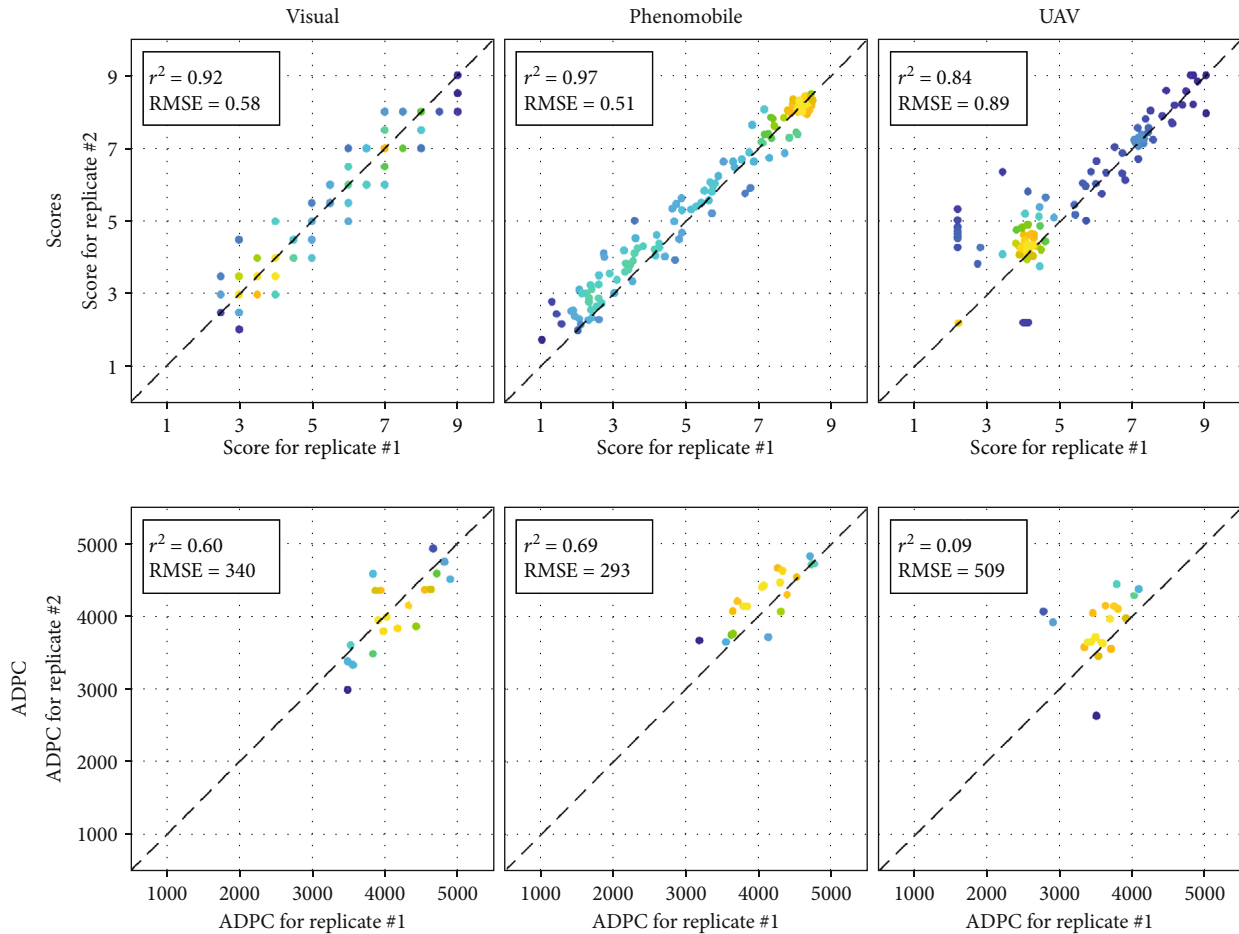 Visual
Phenomobile
UAV
r² = 0.92
RMSE = 0.58
r² = 0.97
RMSE = 0.51
r² = 0.84
RMSE = 0.89
Scores
Score for replicate #2
9
7
5
3
1
1 3 5 7 9
1 3 5 7 9
1 3 5 7 9
Score for replicate #1
Score for replicate #1
Score for replicate #1
r² = 0.60
RMSE = 340
r² = 0.69
RMSE = 293
r² = 0.09
RMSE = 509
ADPC
ADPC for replicate #2
5000
4000
3000
2000
1000
1000 2000 3000 4000 5000
1000 2000 3000 4000 5000
1000 2000 3000 4000 5000
ADPC for replicate #1
ADPC for replicate #1
ADPC for replicate #1